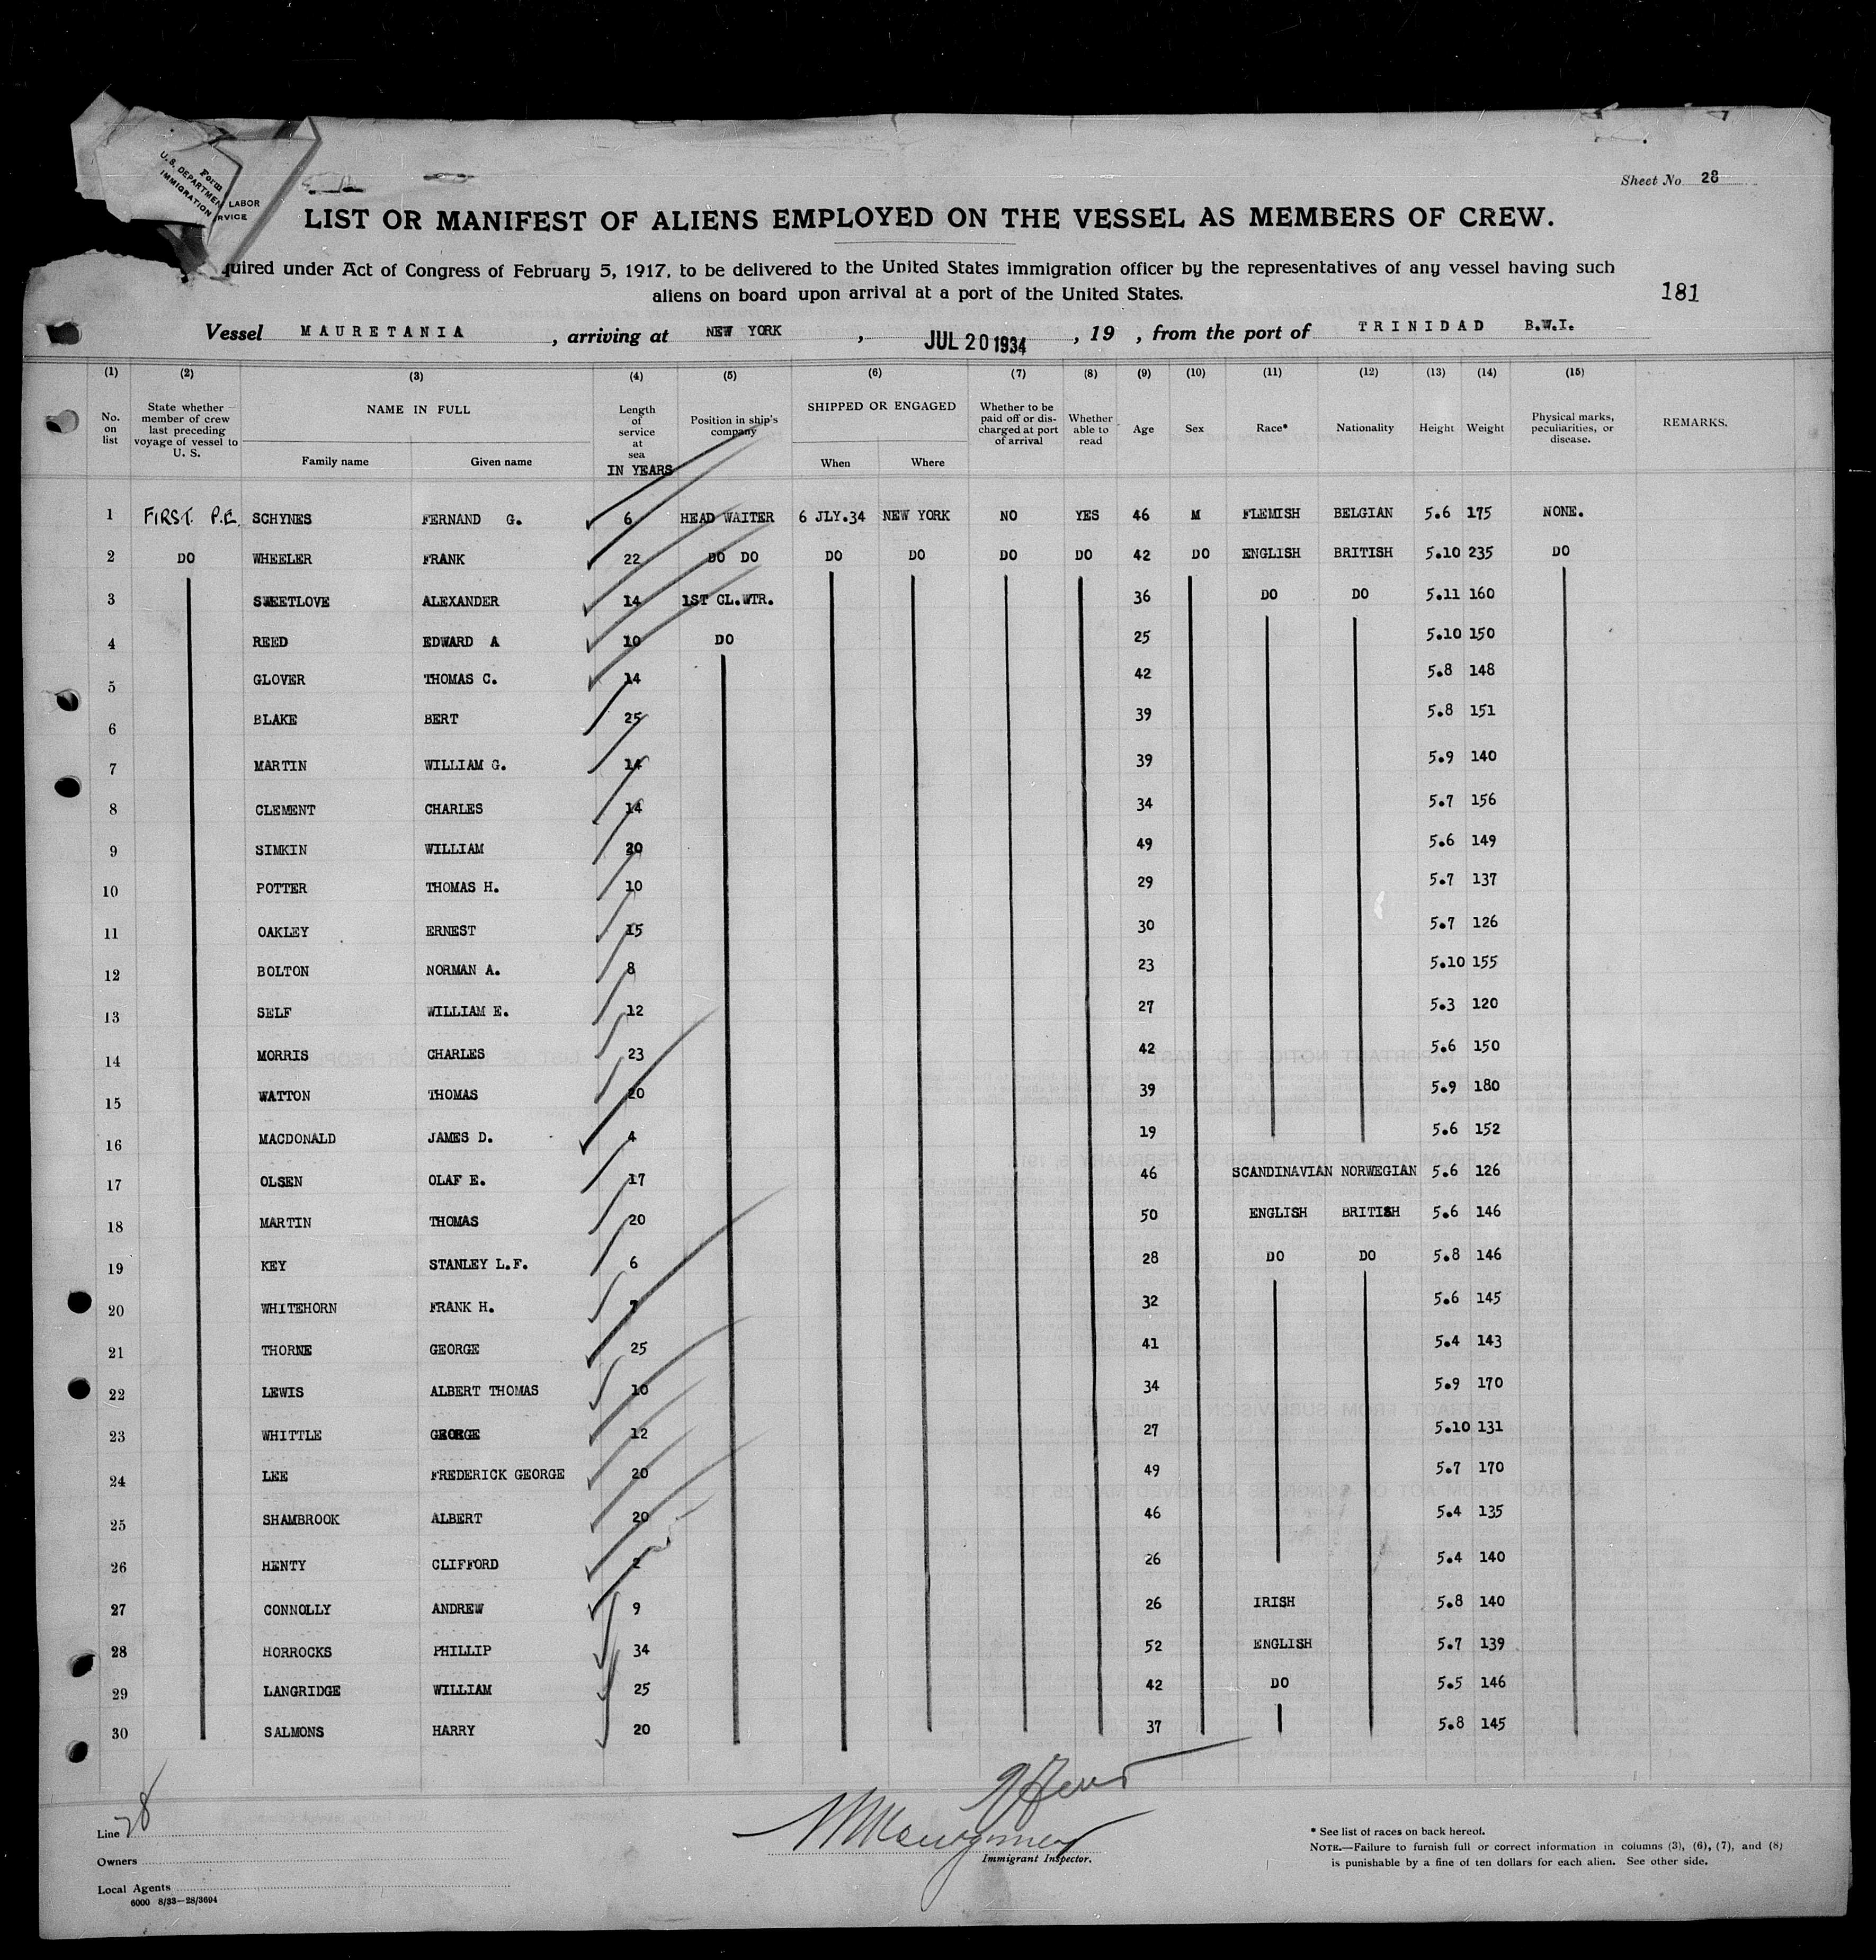 Form
U. S. DEPARTMEN LABOR
IMMIGRATION RVICE
Sheet No 28
LIST OR MANIFEST OF ALIENS EMPLOYED ON THE VESSEL AS MEMBERS OF CREW.
quired under Act of Congress of February 5, 1917, to be delivered to the United States immigration officer by the representatives of any vessel having such
aliens on board upon arrival at a port of the United States.
181
Vessel MAURETANIA , arriving at NEW YORK , JUL 20 1934 , 19 , from the port of TRINIDAD B.W.I.
(1) (2) (3) (4) (5) (6) (7) (8) (9) (10) (11) (12) (13) (14) (15)
No. on list State whether member of crew last preceding voyage of vessel to U. S. NAME IN FULL Length of service at sea IN YEARS Position in ship's company SHIPPED OR ENGAGED Whether to be paid off or discharged at port of arrival Whether able to read Age Sex Race* Nationality Height Weight Physical marks, peculiarities, or disease. REMARKS.
Family name Given name When Where
1 FIRST. P.C. SCHYNES FERNAND G. 6 HEAD WAITER 6 JLY.34 NEW YORK NO YES 46 M FLEMISH BELGIAN 5.6 175 NONE.
2 DO WHEELER FRANK 22 DO DO DO DO DO DO 42 DO ENGLISH BRITISH 5.10 235 DO
3 SWEETLOVE ALEXANDER 14 1ST CL.WTR. 36 DO DO 5.11 160
4 REED EDWARD A 10 DO 25 5.10 150
5 GLOVER THOMAS C. 14 42 5.8 148
6 BLAKE BERT 25 39 5.8 151
7 MARTIN WILLIAM G. 14 39 5.9 140
8 CLEMENT CHARLES 14 34 5.7 156
9 SIMKIN WILLIAM 20 49 5.6 149
10 POTTER THOMAS H. 10 29 5.7 137
11 OAKLEY ERNEST 15 30 5.7 126
12 BOLTON NORMAN A. 8 23 5.10 155
13 SELF WILLIAM E. 12 27 5.3 120
14 MORRIS CHARLES 23 42 5.6 150
15 WATTON THOMAS 20 39 5.9 180
16 MACDONALD JAMES D. 4 19 5.6 152
17 OLSEN OLAF E. 17 46 SCANDINAVIAN NORWEGIAN 5.6 126
18 MARTIN THOMAS 20 50 ENGLISH BRITISH 5.6 146
19 KEY STANLEY L.F. 6 28 DO DO 5.8 146
20 WHITEHORN FRANK H. 7 32 5.6 145
21 THORNE GEORGE 25 41 5.4 143
22 LEWIS ALBERT THOMAS 10 34 5.9 170
23 WHITTLE GEORGE 12 27 5.10 131
24 LEE FREDERICK GEORGE 20 49 5.7 170
25 SHAMBROOK ALBERT 20 46 5.4 135
26 HENTY CLIFFORD 2 26 5.4 140
27 CONNOLLY ANDREW 9 26 IRISH 5.8 140
28 HORROCKS PHILLIP 34 52 ENGLISH 5.7 139
29 LANGRIDGE WILLIAM 25 42 DO 5.5 146
30 SALMONS HARRY 20 37 5.8 145
Line 28
Owners
Local Agents
6000 8/33—28/3694
Immigrant Inspector.
* See list of races on back hereof.
NOTE.—Failure to furnish full or correct information in columns (3), (6), (7), and (8)
is punishable by a fine of ten dollars for each alien. See other side.